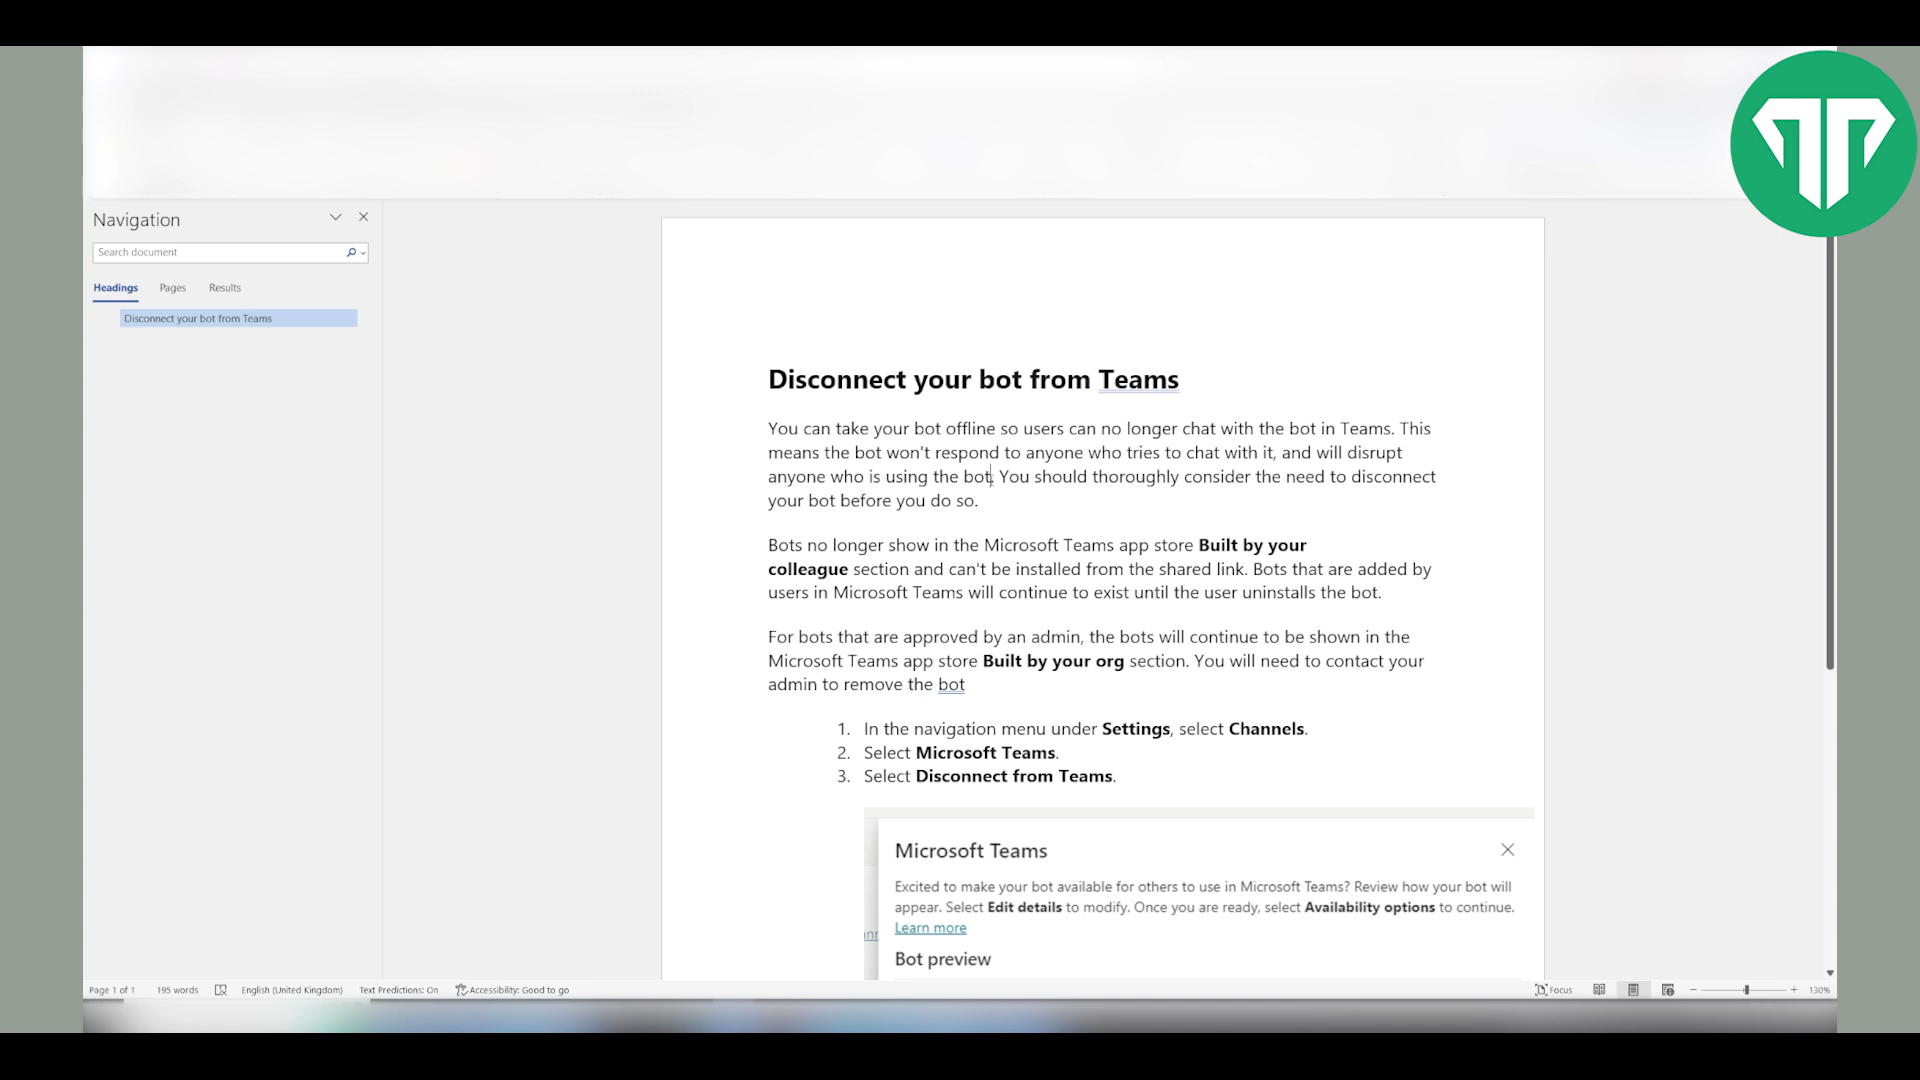 Navigation
Search document
Headings Pages Results
Disconnect your bot from Teams
Disconnect your bot from Teams
You can take your bot offline so users can no longer chat with the bot in Teams. This
means the bot won't respond to anyone who tries to chat with it, and will disrupt
anyone who is using the bot. You should thoroughly consider the need to disconnect
your bot before you do so.
Bots no longer show in the Microsoft Teams app store Built by your
colleague section and can't be installed from the shared link. Bots that are added by
users in Microsoft Teams will continue to exist until the user uninstalls the bot.
For bots that are approved by an admin, the bots will continue to be shown in the
Microsoft Teams app store Built by your org section. You will need to contact your
admin to remove the bot
1. In the navigation menu under Settings, select Channels.
2. Select Microsoft Teams.
3. Select Disconnect from Teams.
Microsoft Teams
Excited to make your bot available for others to use in Microsoft Teams? Review how your bot will
appear. Select Edit details to modify. Once you are ready, select Availability options to continue.
Learn more
Bot preview
Page 1 of 1 195 words English (United Kingdom) Text Predictions: On Accessibility: Good to go Focus 130%